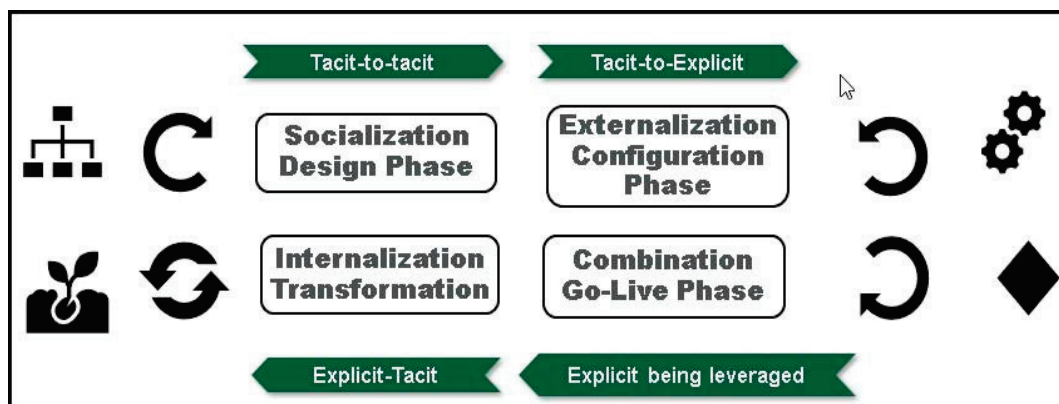 Tacit-to-tacit
Tacit-to-Explicit
Socialization
Design Phase
Externalization
Configuration
Phase
Internalization
Transformation
Combination
Go-Live Phase
Explicit-Tacit
Explicit being leveraged